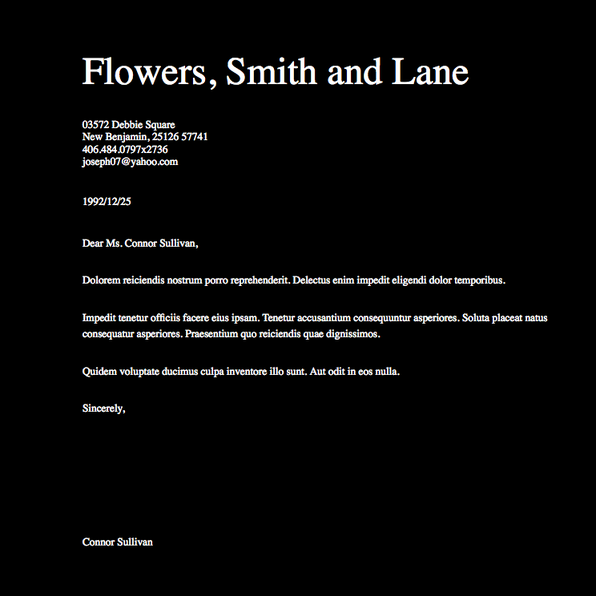 Flowers, Smith and Lane
03572 Debbie Square
New Benjamin, 25126 57741
406.484.0797x2736
joseph07@yahoo.com
1992/12/25
Dear Ms. Connor Sullivan,
Dolorem reiciendis nostrum porro reprehenderit. Delectus enim impedit eligendi dolor temporibus.
Impedit tenetur officiis facere eius ipsam. Tenetur accusantium consequuntur asperiores. Soluta placeat natus
consequatur asperiores. Praesentium quo reiciendis quae dignissimos.
Quidem voluptate ducimus culpa inventore illo sunt. Aut odit in eos nulla.
Sincerely,
Connor Sullivan